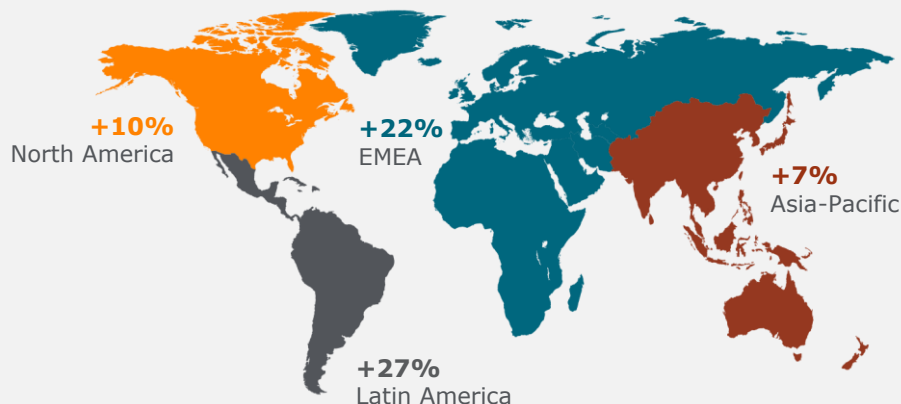 +10%
North America
+22%
EMEA
+7%
Asia-Pacific
+27%
Latin America